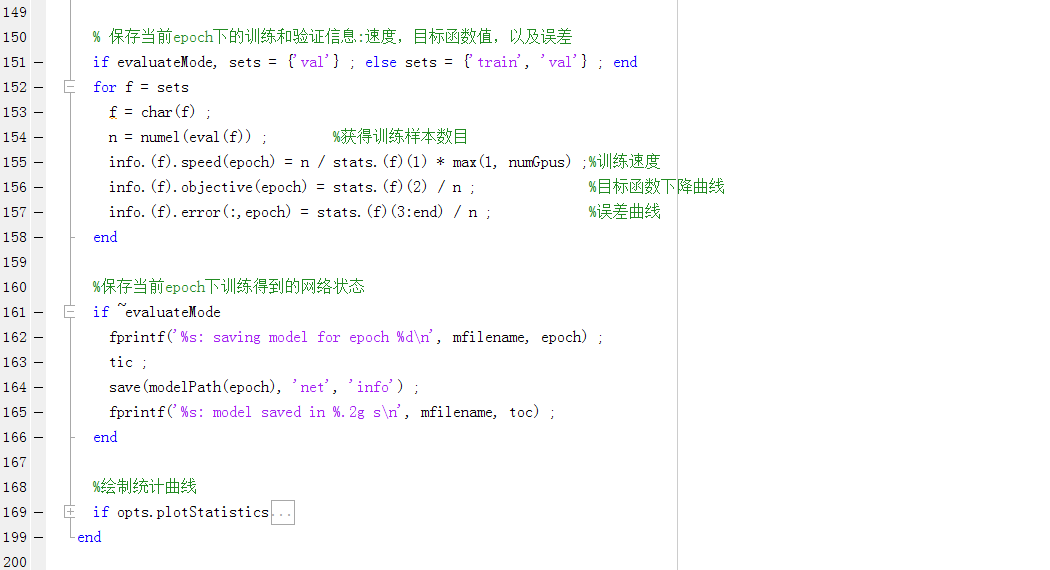 149
150 % 保存当前epoch下的训练和验证信息:速度，目标函数值，以及误差
151 if evaluateMode, sets = {'val'} ; else sets = {'train', 'val'} ; end
152 for f = sets
153 f = char(f) ;
154 n = numel(eval(f)) ; %获得训练样本数目
155 info.(f).speed(epoch) = n / stats.(f)(1) * max(1, numGpus) ;%训练速度
156 info.(f).objective(epoch) = stats.(f)(2) / n ; %目标函数下降曲线
157 info.(f).error(:,epoch) = stats.(f)(3:end) / n ; %误差曲线
158 end
159
160 %保存当前epoch下训练得到的网络状态
161 if ~evaluateMode
162 fprintf('%s: saving model for epoch %d\n', mfilename, epoch) ;
163 tic ;
164 save(modelPath(epoch), 'net', 'info') ;
165 fprintf('%s: model saved in %.2g s\n', mfilename, toc) ;
166 end
167
168 %绘制统计曲线
169 if opts.plotStatistics...
199 end
200